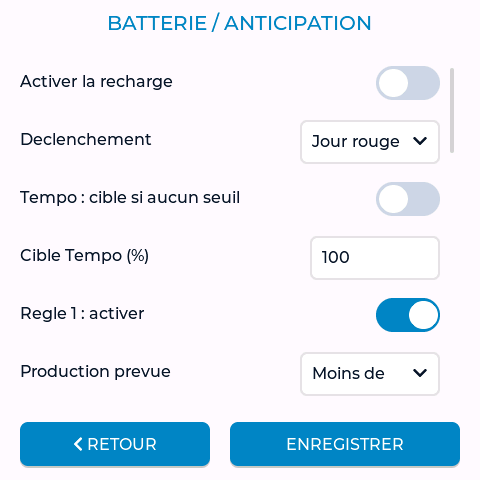 BATTERIE / ANTICIPATION
Activer la recharge
Declenchement
Jour rouge
Tempo : cible si aucun seuil
Cible Tempo (%)
100
Regle 1 : activer
Production prevue
Moins de
RETOUR
ENREGISTRER